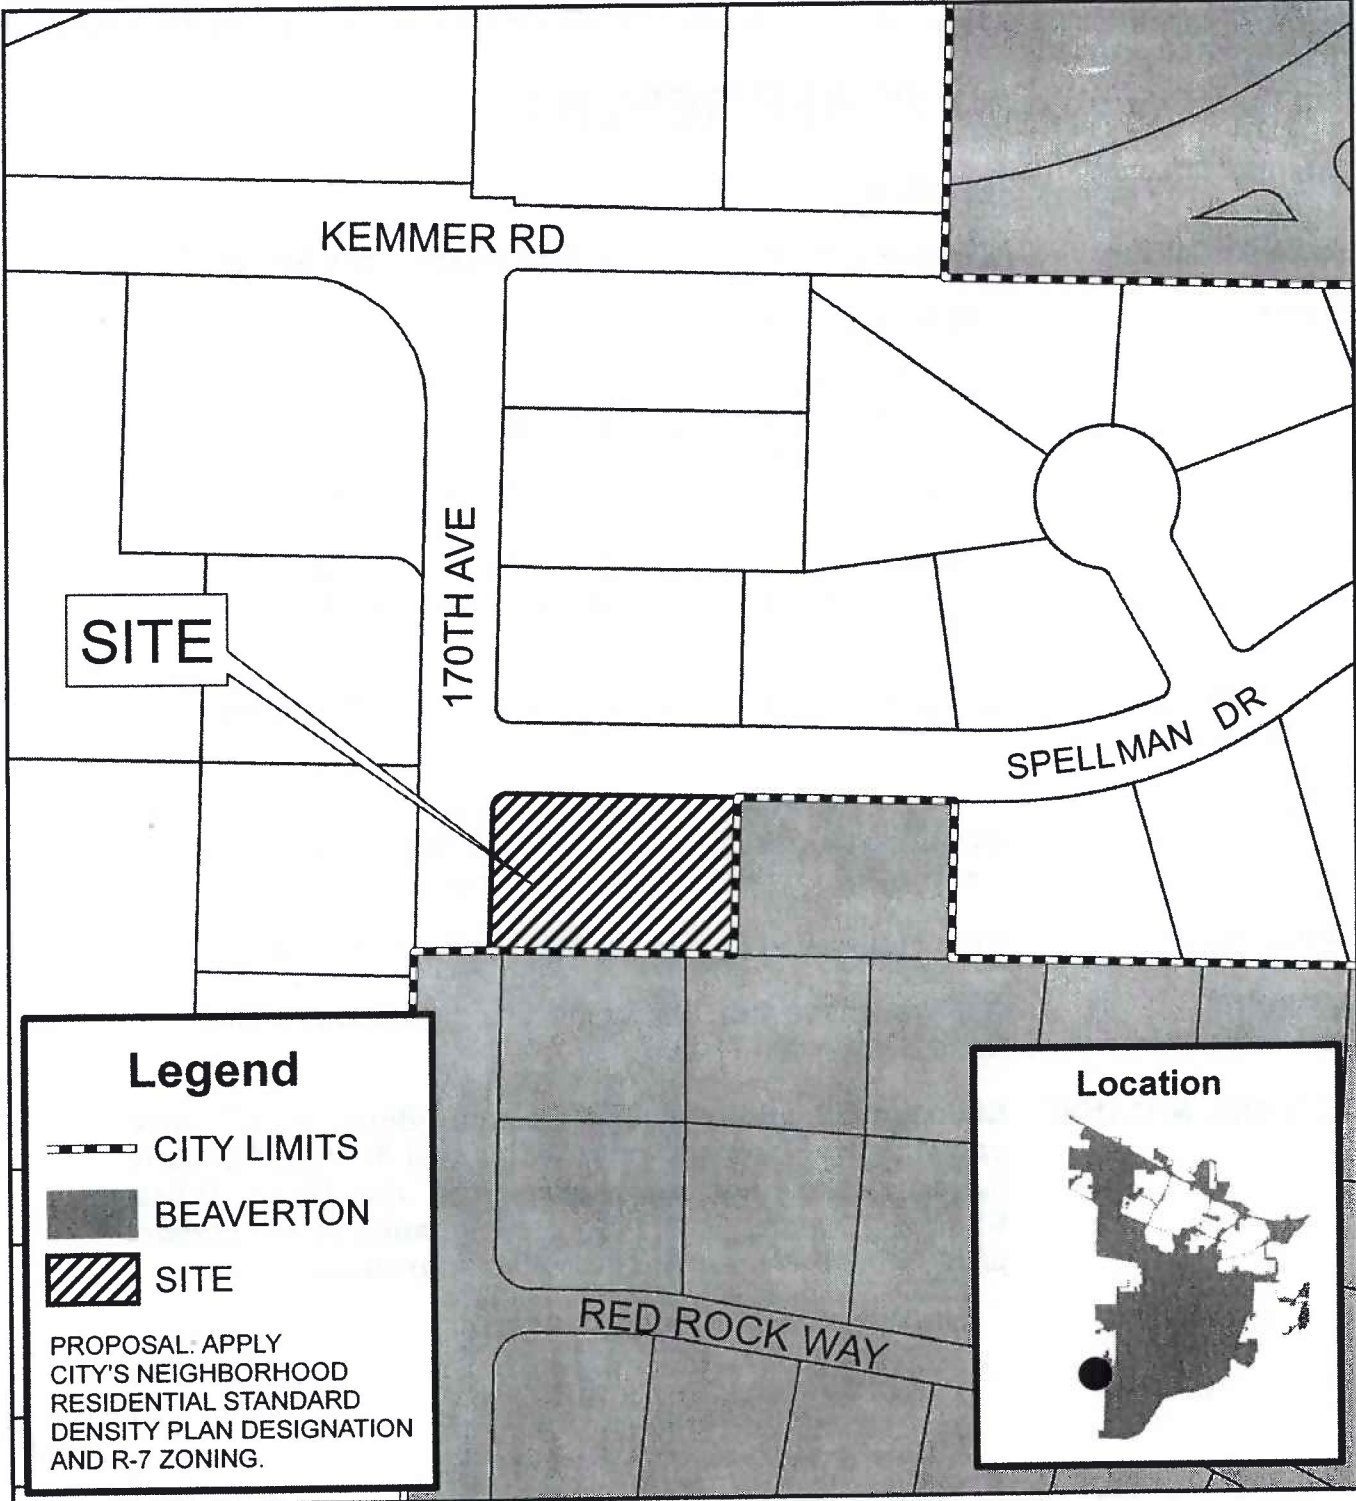 KEMMER RD
170TH AVE
SITE
SPELLMAN DR
Legend
CITY LIMITS
BEAVERTON
SITE
PROPOSAL: APPLY
CITY'S NEIGHBORHOOD
RESIDENTIAL STANDARD
DENSITY PLAN DESIGNATION
AND R-7 ZONING.
Location
RED ROCK WAY